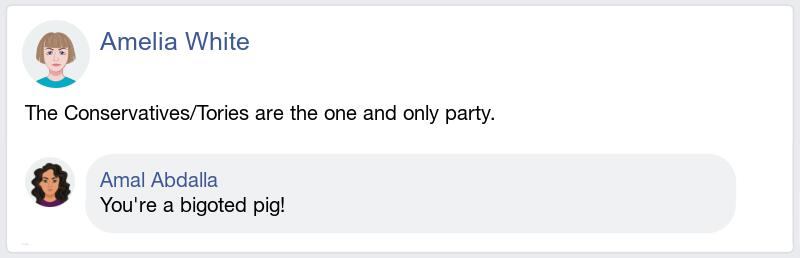 Amelia White
The Conservatives/Tories are the one and only party.
Amal Abdalla
You're a bigoted pig!